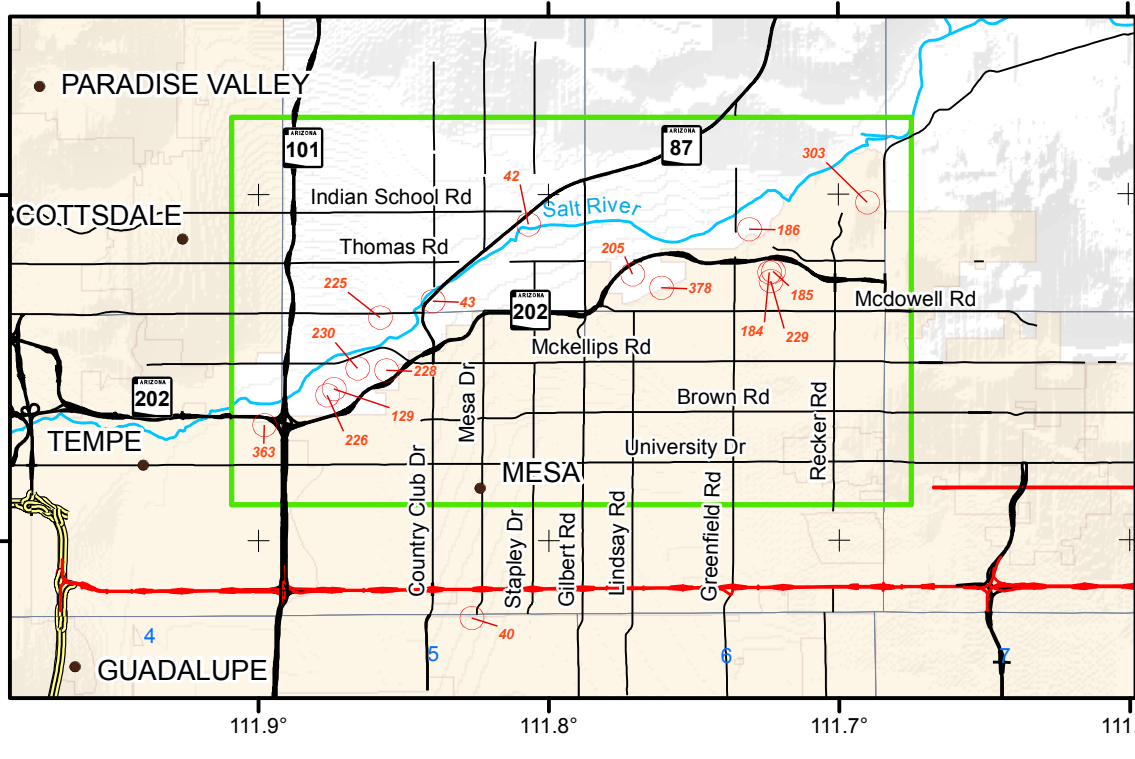 PARADISE VALLEY
ARIZONA
101
ARIZONA
87
303
42
Indian School Rd
SCOTTSDALE
Salt River
186
Thomas Rd
205
225
378
185
43
Mcdowell Rd
ARIZONA
202
184
229
230
Mckellips Rd
228
ARIZONA
202
Mesa Dr
Brown Rd
129
Recker Rd
226
TEMPE
363
University Dr
MESA
Country Club Dr
Stapley Dr
Gilbert Rd
Lindsay Rd
Greenfield Rd
40
4
5
6
7
GUADALUPE
111.9°
111.8°
111.7°
111.